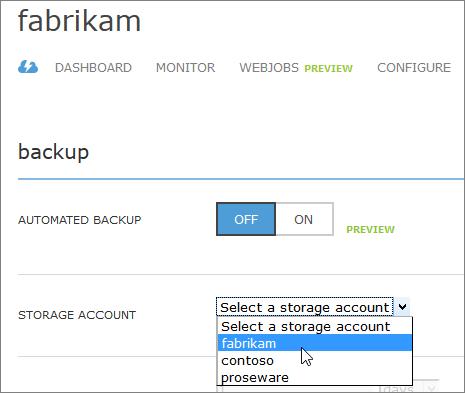 fabrikam
DASHBOARD MONITOR WEBJOBS PREVIEW CONFIGURE
backup
AUTOMATED BACKUP OFF ON PREVIEW
STORAGE ACCOUNT Select a storage account
Select a storage account
fabrikam
contoso
proseware
1days